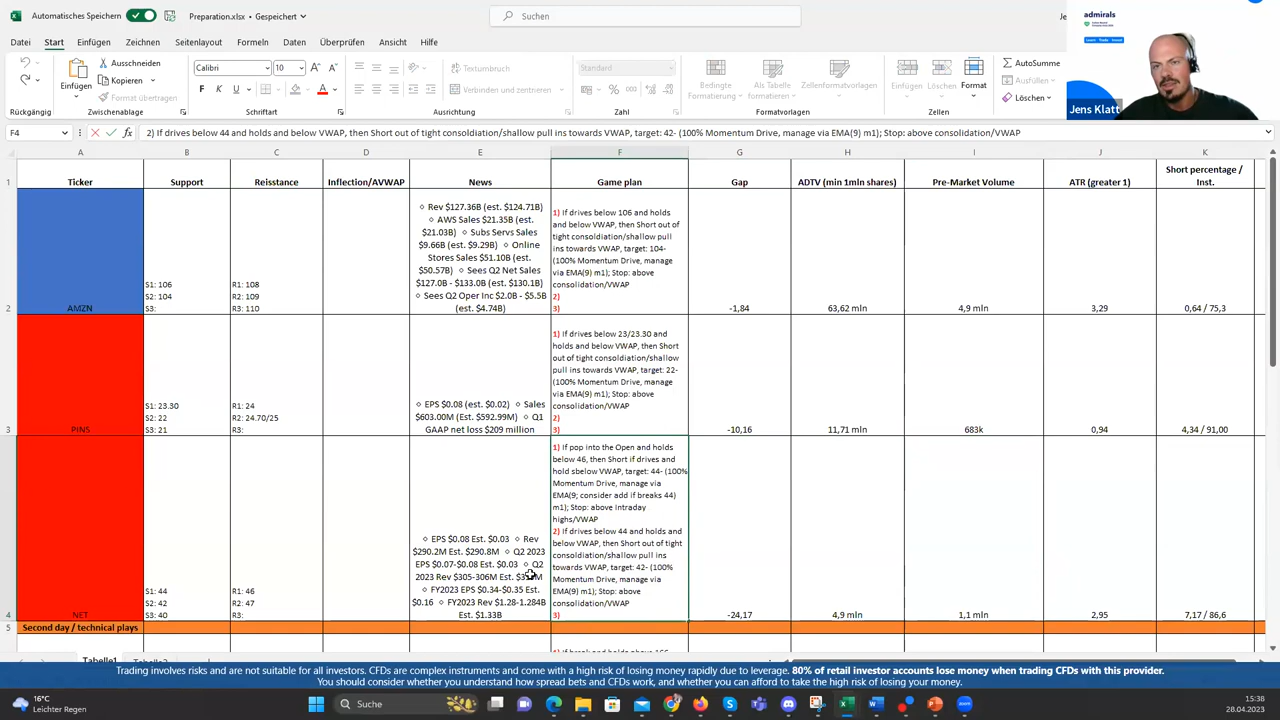 Automatisches Speichern
Preparation.xlsx • Gespeichert
Suchen
Je
admirals
Learn Trade Invest
Jens Klatt
Datei Start Einfügen Zeichnen Seitenlayout Formeln Daten Überprüfen Ansicht Hilfe
Einfügen
Ausschneiden
Kopieren
Format übertragen
Calibri 10
F K U
Textumbruch
Verbinden und zentrieren
Standard
Bedingte Formatierung
Als Tabelle formatieren
Zellenformatvorlagen
Einfügen Löschen Format
AutoSumme
Ausfüllen
Löschen
Rückgängig Zwischenablage Schriftart Ausrichtung Zahl Formatvorlagen Zellen
F4
2) If drives below 44 and holds and below VWAP, then Short out of tight consoldiation/shallow pull ins towards VWAP, target: 42- (100% Momentum Drive, manage via EMA(9) m1); Stop: above consolidation/VWAP
A B C D E F G H I J K
1 Ticker Support Reisstance Inflection/AVWAP News Game plan Gap ADTV (min 1mln shares) Pre-Market Volume ATR (greater 1) Short percentage / Inst.
2 AMZN
S1: 106
S2: 104
S3:
R1: 108
R2: 109
R3: 110
◇ Rev $127.36B (est. $124.71B)
◇ AWS Sales $21.35B (est.
$21.03B) ◇ Subs Servs Sales
$9.66B (est. $9.29B) ◇ Online
Stores Sales $51.10B (est.
$50.57B) ◇ Sees Q2 Net Sales
$127.0B - $133.0B (est. $130.1B)
◇ Sees Q2 Oper Inc $2.0B - $5.5B
(est. $4.74B)
1) If drives below 106 and holds
and below VWAP, then Short out of
tight consoldiation/shallow pull
ins towards VWAP, target: 104-
(100% Momentum Drive, manage
via EMA(9) m1); Stop: above
consolidation/VWAP
2)
3)
-1,84 63,62 mln 4,9 mln 3,29 0,64 / 75,3
3 PINS
S1: 23.30
S2: 22
S3: 21
R1: 24
R2: 24.70/25
R3:
◇ EPS $0.08 (est. $0.02) ◇ Sales
$603.00M (Est. $592.99M) ◇ Q1
GAAP net loss $209 million
1) If drives below 23/23.30 and
holds and below VWAP, then Short
out of tight consoldiation/shallow
pull ins towards VWAP, target: 22-
(100% Momentum Drive, manage
via EMA(9) m1); Stop: above
consolidation/VWAP
2)
3)
-10,16 11,71 mln 683k 0,94 4,34 / 91,00
4 NET
S1: 44
S2: 42
S3: 40
R1: 46
R2: 47
R3:
◇ EPS $0.08 Est. $0.03 ◇ Rev
$290.2M Est. $290.8M ◇ Q2 2023
EPS $0.07-$0.08 Est. $0.03 ◇ Q2
2023 Rev $305-306M Est.
◇ FY2023 EPS $0.34-$0.35 Est.
$0.16 ◇ FY2023 Rev $1.28-1.284B
Est. $1.33B
1) If pop into the Open and holds
below 46, then Short if drives and
hold sbelow VWAP, target: 44- (100%
Momentum Drive, manage via
EMA(9; consider add if breaks 44)
m1); Stop: above Intraday
highs/VWAP
2) If drives below 44 and holds and
below VWAP, then Short out of tight
consoldiation/shallow pull ins
towards VWAP, target: 42- (100%
Momentum Drive, manage via
EMA(9) m1); Stop: above
consolidation/VWAP
3)
-24,17 4,9 mln 1,1 mln 2,95 7,17 / 86,6
5 Second day / technical plays
Tabelle1
Trading involves risks and are not suitable for all investors. CFDs are complex instruments and come with a high risk of losing money rapidly due to leverage. 80% of retail investor accounts lose money when trading CFDs with this provider.
You should consider whether you understand how spread bets and CFDs work, and whether you can afford to take the high risk of losing your money.
16°C
Leichter Regen
Suche
15:38
28.04.2023